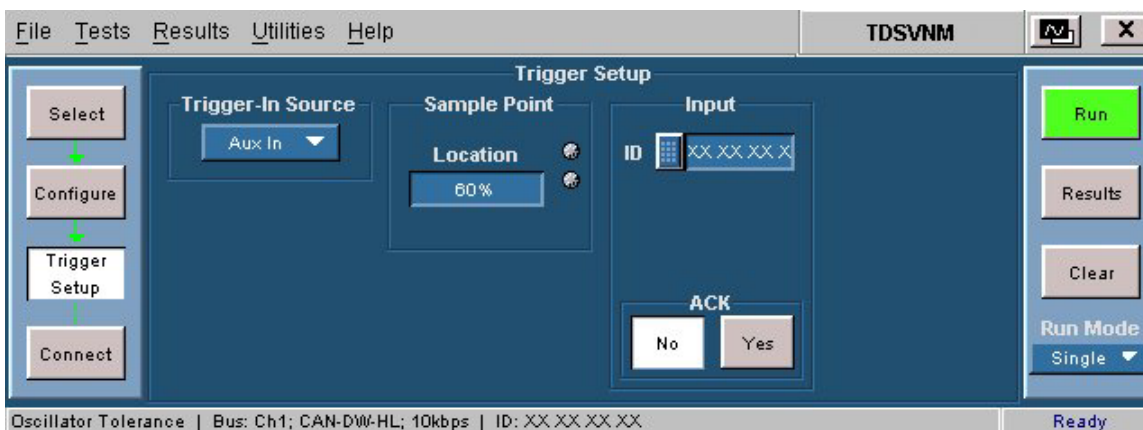 File Tests Results Utilities Help TDSVNM X
Trigger Setup
Select
Configure
Trigger
Setup
Connect
Trigger-In Source
Aux In
Sample Point
Location
60%
Input
ID XX XX XX X
ACK
No Yes
Run
Results
Clear
Run Mode
Single
Oscillator Tolerance | Bus: Ch1; CAN-DW-HL; 10kbps | ID: XX XX XX XX Ready